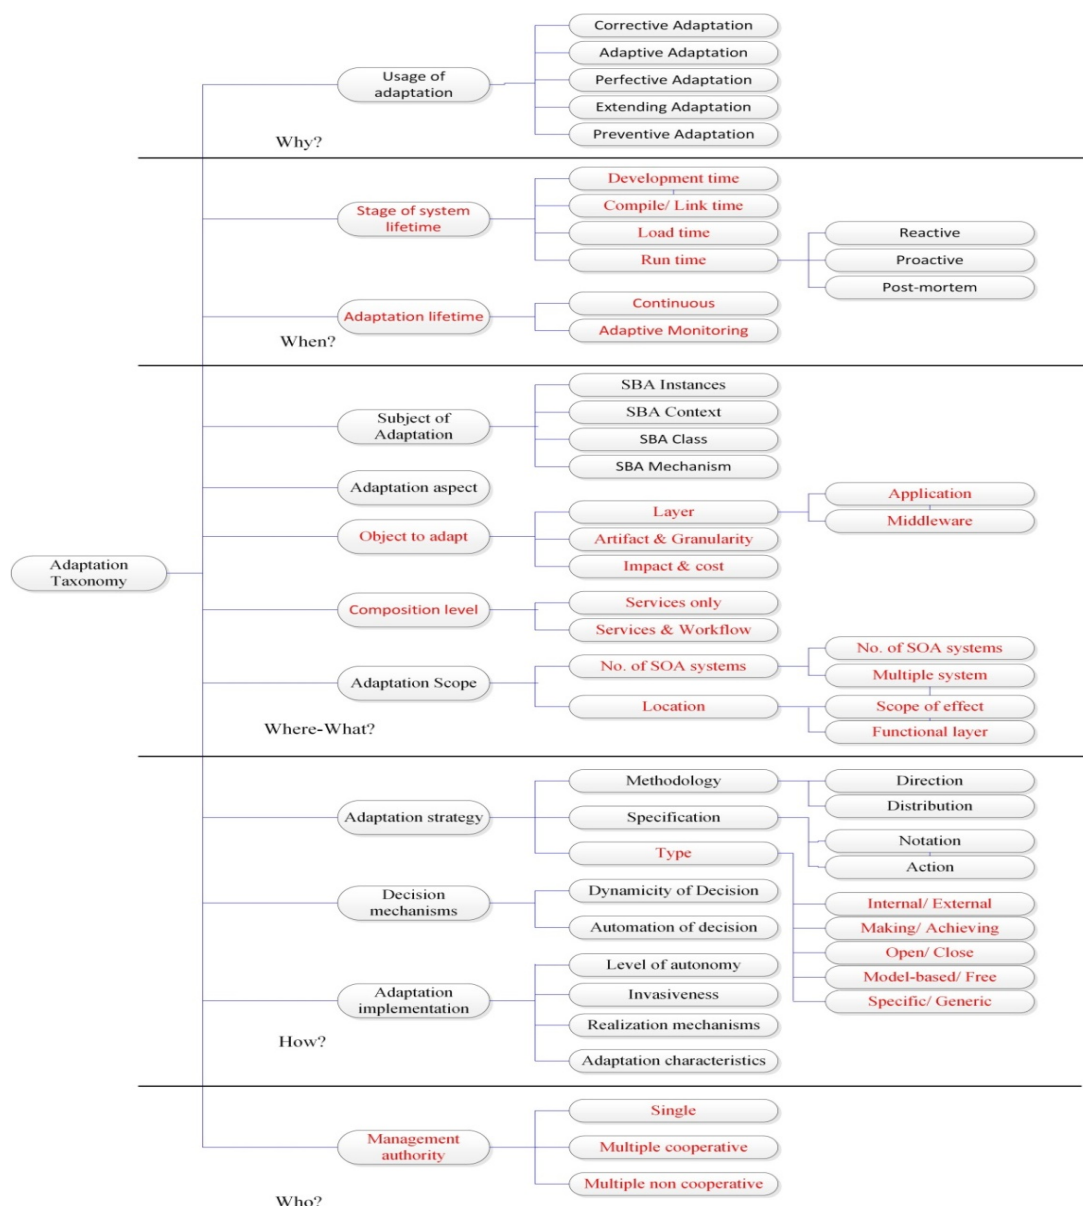 Corrective Adaptation
Adaptive Adaptation
Usage of
adaptation
Perfective Adaptation
Extending Adaptation
Preventive Adaptation
Why?
Development time
Stage of system
lifetime
Compile/ Link time
Load time
Reactive
Run time
Proactive
Post-mortem
Adaptation lifetime
Continuous
Adaptive Monitoring
When?
SBA Instances
Subject of
Adaptation
SBA Context
SBA Class
SBA Mechanism
Adaptation aspect
Object to adapt
Layer
Application
Middleware
Artifact & Granularity
Impact & cost
Adaptation
Taxonomy
Composition level
Services only
Services & Workflow
Adaptation Scope
No. of SOA systems
No. of SOA systems
Multiple system
Location
Scope of effect
Functional layer
Where-What?
Adaptation strategy
Methodology
Direction
Distribution
Specification
Notation
Action
Type
Internal/ External
Making/ Achieving
Open/ Close
Model-based/ Free
Specific/ Generic
Decision
mechanisms
Dynamicity of Decision
Automation of decision
Adaptation
implementation
Level of autonomy
Invasiveness
Realization mechanisms
Adaptation characteristics
How?
Management
authority
Single
Multiple cooperative
Multiple non cooperative
Who?